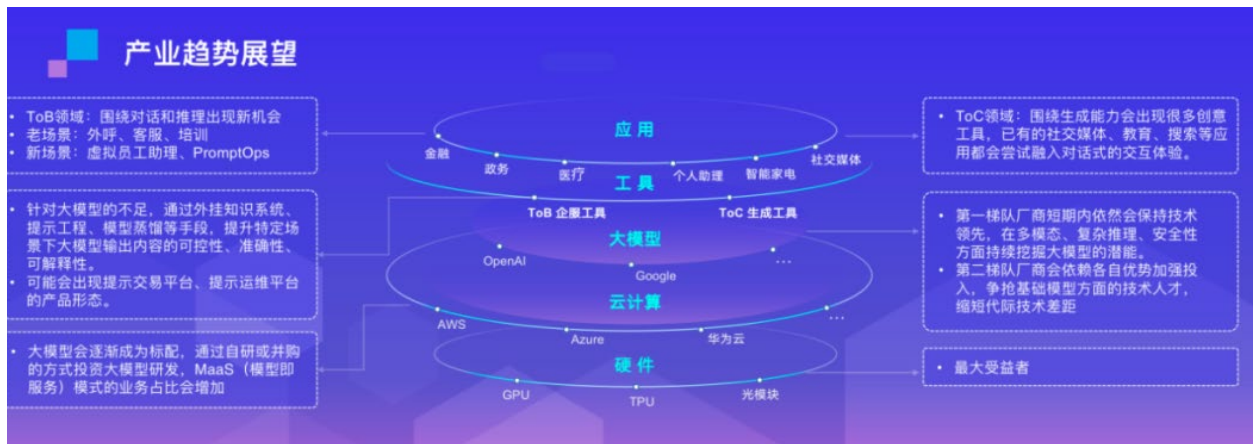 产业趋势展望
• ToB领域：围绕对话和推理出现新机会
• 老场景：外呼、客服、培训
• 新场景：虚拟员工助理、PromptOps
• 针对大模型的不足，通过外挂知识系统、
提示工程、模型蒸馏等手段，提升特定场
景下大模型输出内容的可控性、准确性、
可解释性。
• 可能会出现提示交易平台、提示运维平台
的产品形态。
• 大模型会逐渐成为标配，通过自研或并购
的方式投资大模型研发，MaaS（模型即
服务）模式的业务占比会增加
应用
金融
政务
医疗
个人助理
智能家电
社交媒体
工具
ToB 企服工具
ToC 生成工具
大模型
OpenAI
Google
...
云计算
AWS
Azure
华为云
...
硬件
GPU
TPU
光模块
• ToC领域：围绕生成能力会出现很多创意
工具，已有的社交媒体、教育、搜索等应
用都会尝试融入对话式的交互体验。
• 第一梯队厂商短期内依然会保持技术
领先，在多模态、复杂推理、安全性
方面持续挖掘大模型的潜能。
• 第二梯队厂商会依赖各自优势加强投
入，争抢基础模型方面的技术人才，
缩短代际技术差距
• 最大受益者